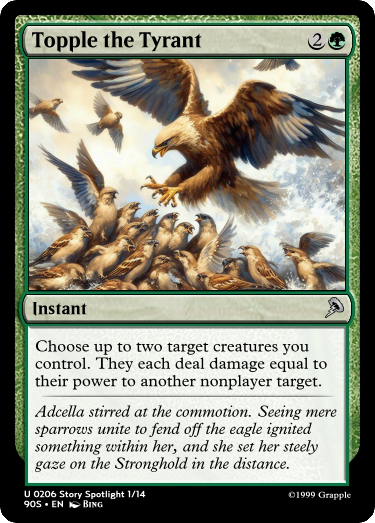 Topple the Tyrant 2
Instant
Choose up to two target creatures you
control. They each deal damage equal to
their power to another nonplayer target.
Adcella stirred at the commotion. Seeing mere
sparrows unite to fend off the eagle ignited
something within her, and she set her steely
gaze on the Stronghold in the distance.
U 0206 Story Spotlight 1/14
90S • EN Bing
©1999 Grapple